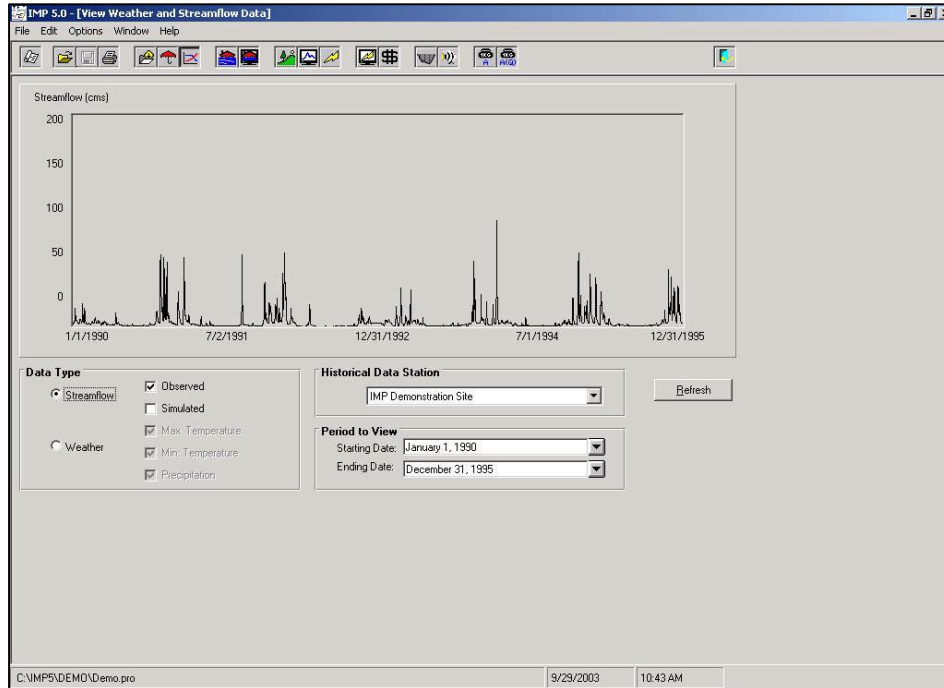 IMP 5.0 - [View Weather and Streamflow Data]
File Edit Options Window Help
A A(Q)
Streamflow (cms)
200
150
100
50
0
1/1/1990 7/2/1991 12/31/1992 7/1/1994 12/31/1995
Data Type
Streamflow
Weather
Observed
Simulated
Max. Temperature
Min. Temperature
Precipitation
Historical Data Station
IMP Demonstration Site
Refresh
Period to View
Starting Date: January 1, 1990
Ending Date: December 31, 1995
C:\IMP5\DEMO\Demo.pro 9/29/2003 10:43 AM